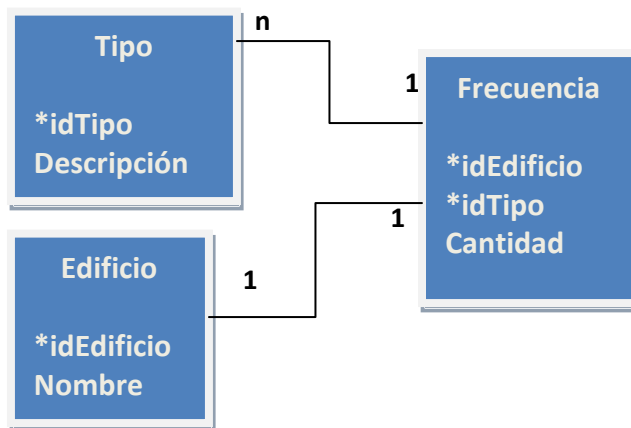 Tipo
*idTipo
Descripción
n
1
Frecuencia
*idEdificio
*idTipo
Cantidad
1
Edificio
*idEdificio
Nombre
1